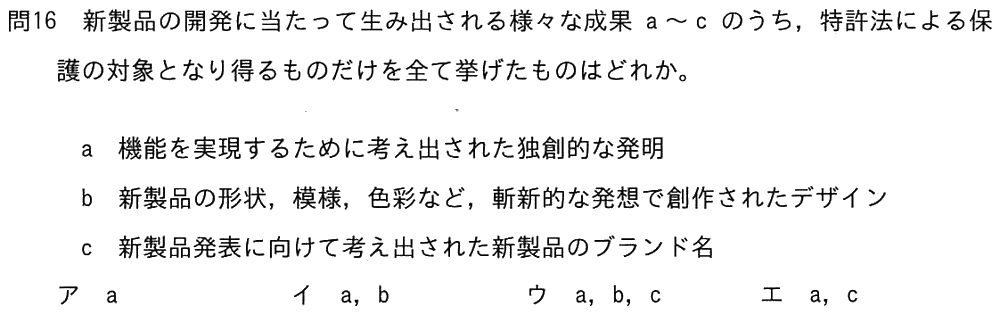 問16 新製品の開発に当たって生み出される様々な成果 a～c のうち，特許法による保
護の対象となり得るものだけを全て挙げたものはどれか。
a 機能を実現するために考え出された独創的な発明
b 新製品の形状，模様，色彩など，斬新的な発想で創作されたデザイン
c 新製品発表に向けて考え出された新製品のブランド名
ア a イ a，b ウ a，b，c エ a，c